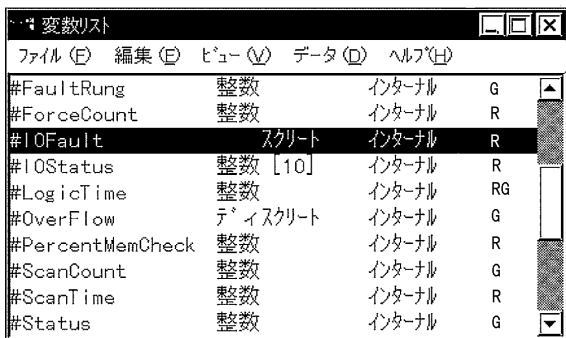 変数リスト
ファイル (F) 編集 (E) ビュー (V) データ (D) ヘルプ(H)
#FaultRung 整数 インターナル G
#ForceCount 整数 インターナル R
#IOFault スクリート インターナル R
#IOStatus 整数 [10] インターナル R
#LogicTime 整数 インターナル RG
#OverFlow ディスクリート インターナル G
#PercentMemCheck 整数 インターナル R
#ScanCount 整数 インターナル G
#ScanTime 整数 インターナル R
#Status 整数 インターナル G